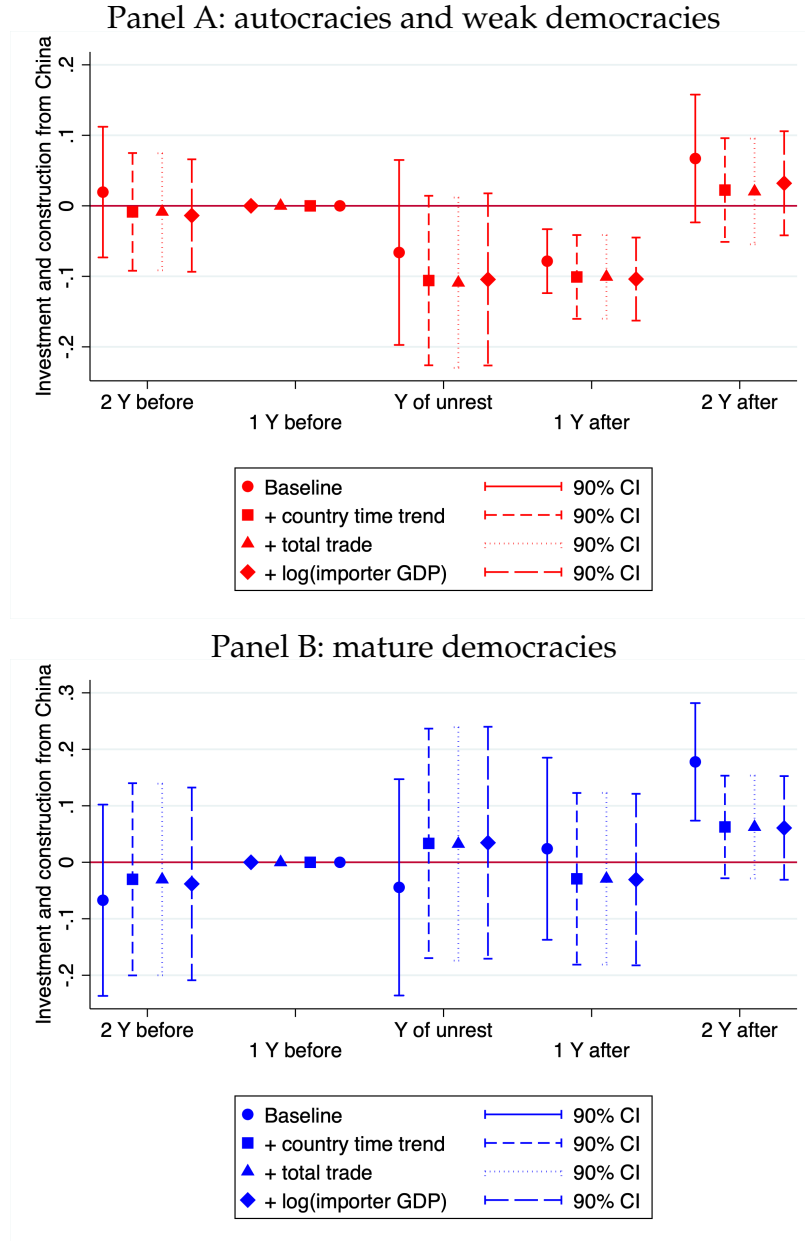 Panel A: autocracies and weak democracies
Investment and construction from China
.2
.1
0
-.1
-.2
2 Y before
1 Y before
Y of unrest
1 Y after
2 Y after
Baseline 90% CI
+ country time trend 90% CI
+ total trade 90% CI
+ log(importer GDP) 90% CI
Panel B: mature democracies
Investment and construction from China
.3
.2
.1
0
-.1
-.2
2 Y before
1 Y before
Y of unrest
1 Y after
2 Y after
Baseline 90% CI
+ country time trend 90% CI
+ total trade 90% CI
+ log(importer GDP) 90% CI